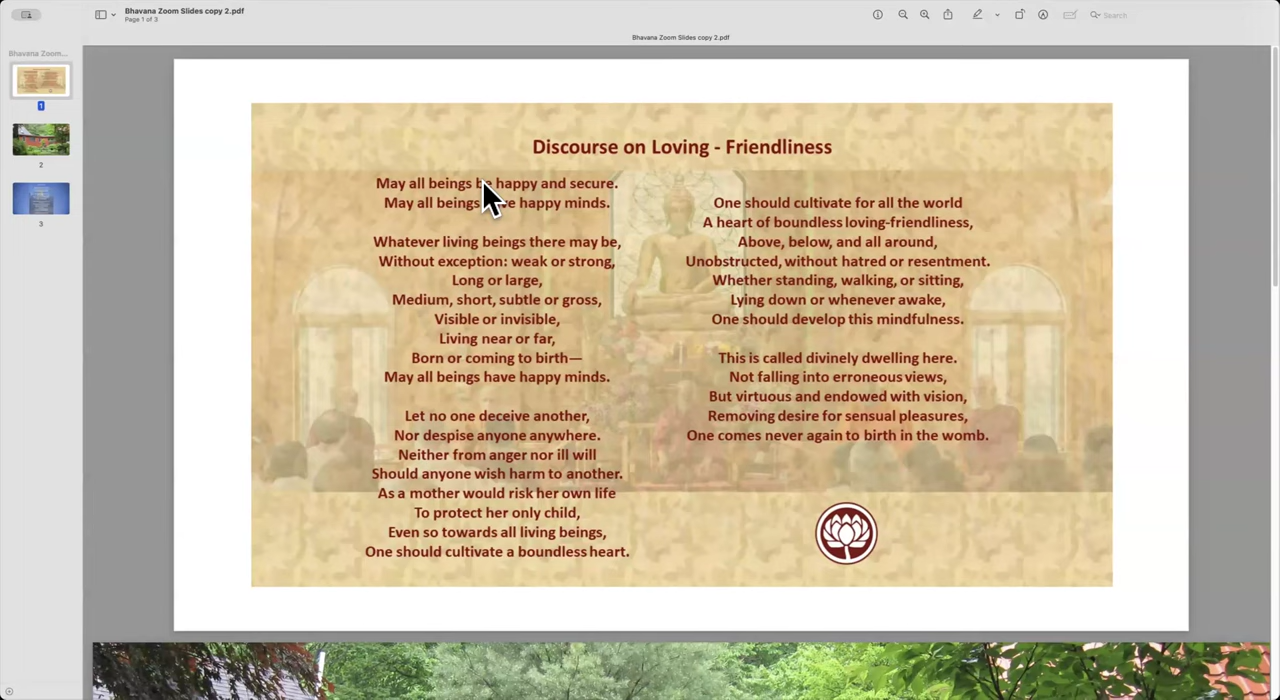 Bhavana Zoom Slides copy 2.pdf
Page 1 of 3
Search
Bhavana Zoom Slides copy 2.pdf
Bhavana Zoom...
1
2
3
Discourse on Loving - Friendliness
May all beings be happy and secure.
May all beings have happy minds.
Whatever living beings there may be,
Without exception: weak or strong,
Long or large,
Medium, short, subtle or gross,
Visible or invisible,
Living near or far,
Born or coming to birth—
May all beings have happy minds.
Let no one deceive another,
Nor despise anyone anywhere.
Neither from anger nor ill will
Should anyone wish harm to another.
As a mother would risk her own life
To protect her only child,
Even so towards all living beings,
One should cultivate a boundless heart.
One should cultivate for all the world
A heart of boundless loving-friendliness,
Above, below, and all around,
Unobstructed, without hatred or resentment.
Whether standing, walking, or sitting,
Lying down or whenever awake,
One should develop this mindfulness.
This is called divinely dwelling here.
Not falling into erroneous views,
But virtuous and endowed with vision,
Removing desire for sensual pleasures,
One comes never again to birth in the womb.